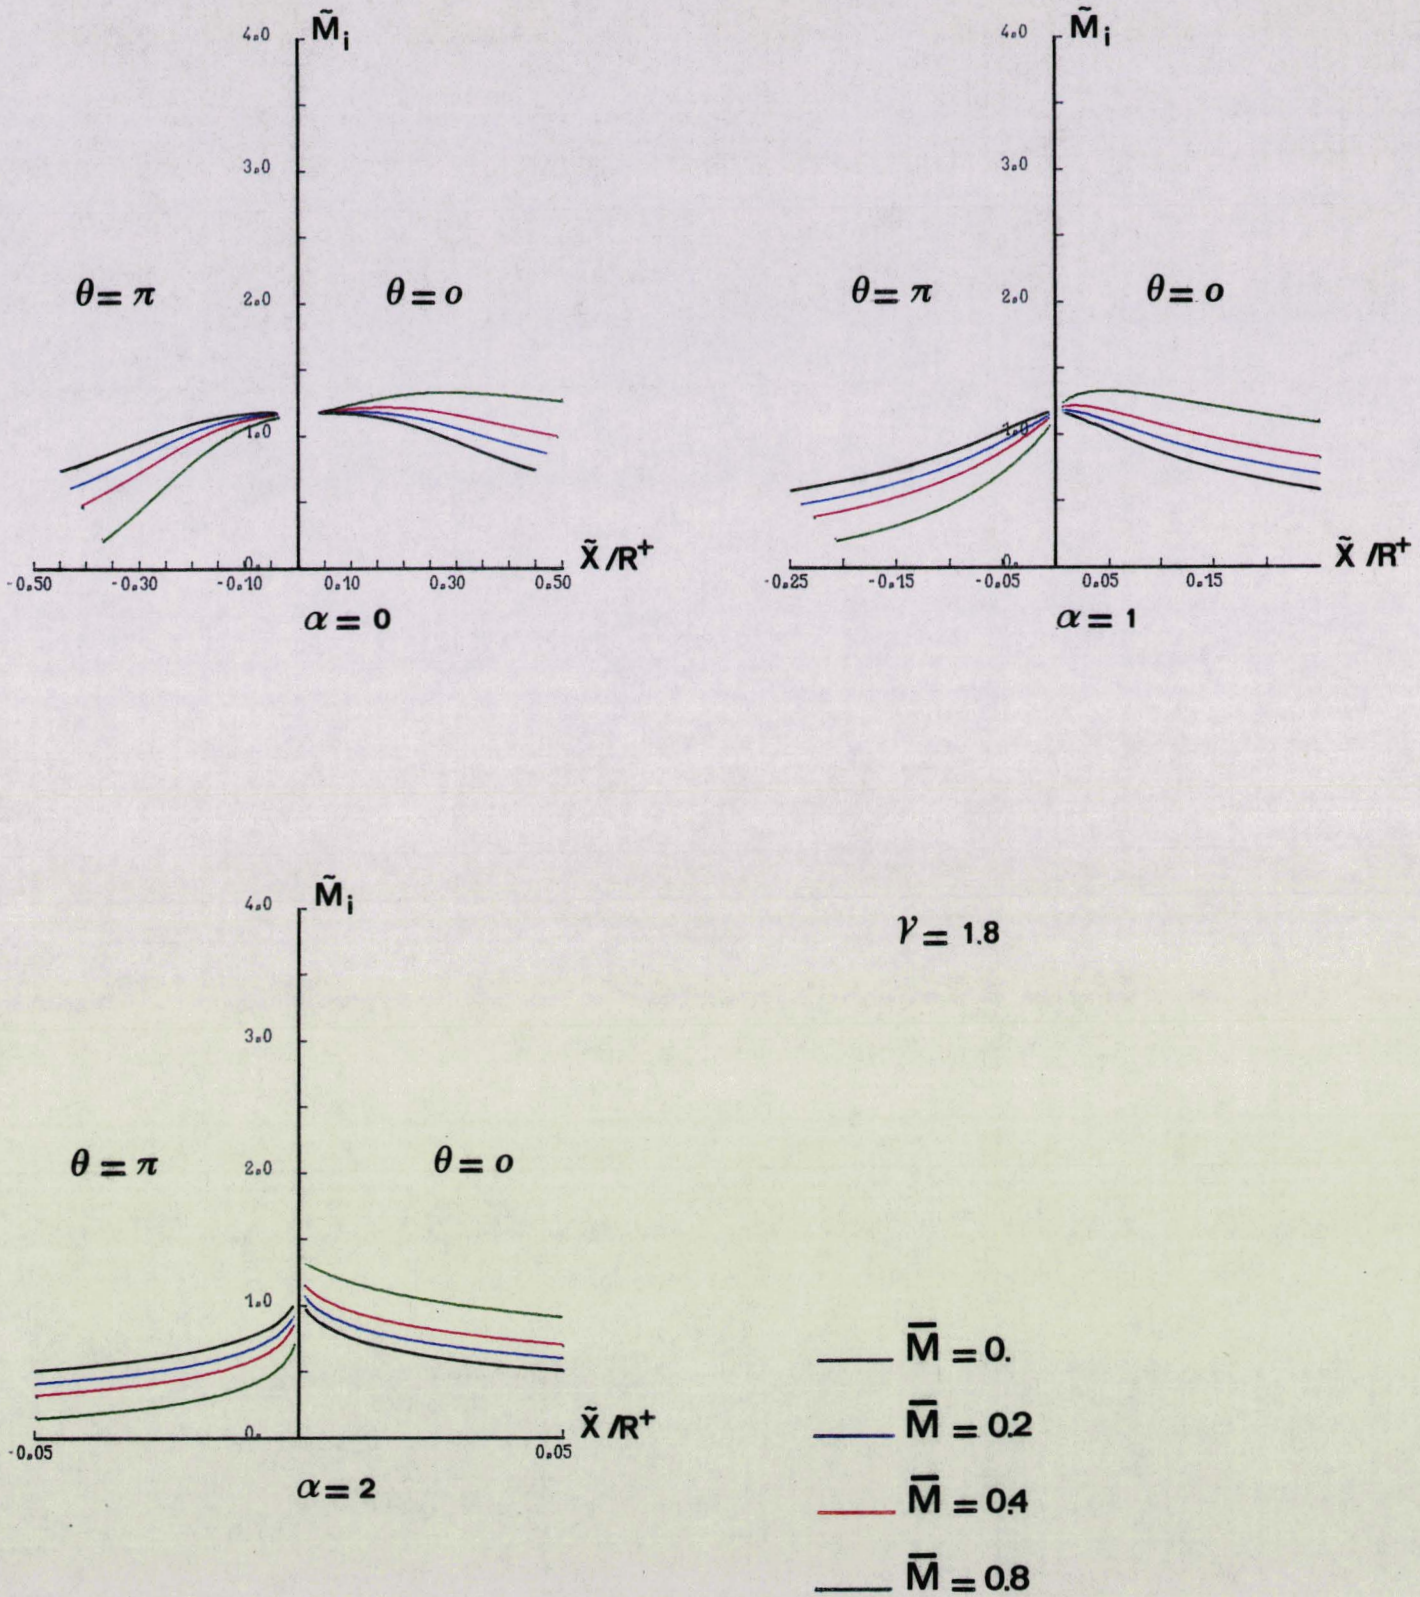 4.0 M̃i
3.0
θ = π 2.0 θ = o
1.0
0.
-0.50 -0.30 -0.10 0.10 0.30 0.50 X̃/R+
α = 0
4.0 M̃i
3.0
θ = π 2.0 θ = o
1.0
0.
-0.25 -0.15 -0.05 0.05 0.15 X̃/R+
α = 1
4.0 M̃i
3.0
θ = π 2.0 θ = o
1.0
0.
-0.05 0.05 X̃/R+
α = 2
γ = 1.8
M̅ = 0.
M̅ = 0.2
M̅ = 0.4
M̅ = 0.8